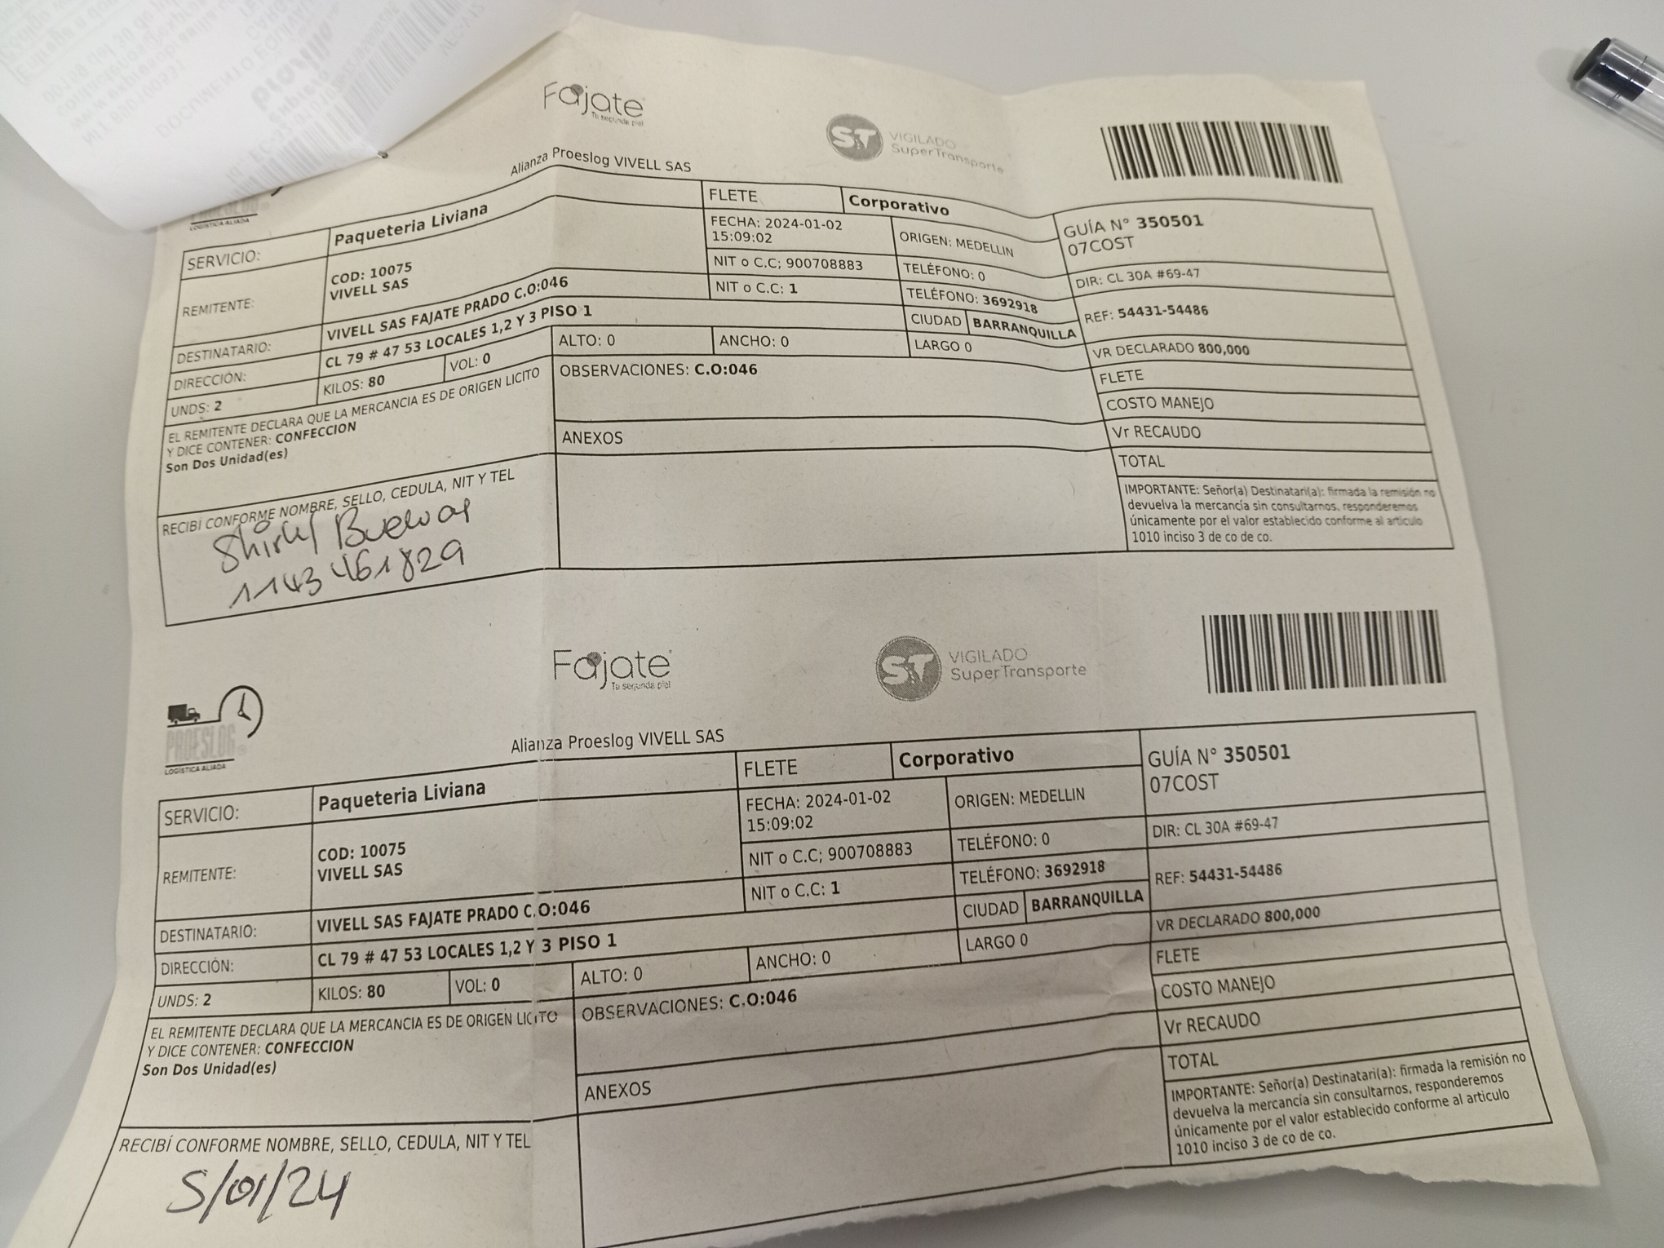 Fajate
Tu segunda piel
ST VIGILADO
SuperTransporte
Alianza Proeslog VIVELL SAS
LOGÍSTICA ALIADA
SERVICIO: Paqueteria Liviana FLETE Corporativo GUÍA N° 350501
07COST
REMITENTE: COD: 10075
VIVELL SAS
FECHA: 2024-01-02
15:09:02
ORIGEN: MEDELLIN
DIR: CL 30A #69-47
NIT o C.C; 900708883 TELÉFONO: 0
DESTINATARIO: VIVELL SAS FAJATE PRADO C.O:046 NIT o C.C: 1 TELÉFONO: 3692918 REF: 54431-54486
DIRECCIÓN: CL 79 # 47 53 LOCALES 1,2 Y 3 PISO 1 CIUDAD BARRANQUILLA
UNDS: 2 KILOS: 80 VOL: 0 ALTO: 0 ANCHO: 0 LARGO 0 VR DECLARADO 800,000
EL REMITENTE DECLARA QUE LA MERCANCIA ES DE ORIGEN LICITO
Y DICE CONTENER: CONFECCION
Son Dos Unidad(es)
OBSERVACIONES: C.O:046
FLETE
COSTO MANEJO
ANEXOS
Vr RECAUDO
TOTAL
RECIBÍ CONFORME NOMBRE, SELLO, CEDULA, NIT Y TEL
1143461829
IMPORTANTE: Señor(a) Destinatari(a): firmada la remisión no
devuelva la mercancía sin consultarnos, responderemos
únicamente por el valor establecido conforme al articulo
1010 inciso 3 de co de co.
Fajate
Tu segunda piel
ST VIGILADO
SuperTransporte
PROESLOG
LOGÍSTICA ALIADA
Alianza Proeslog VIVELL SAS
SERVICIO: Paqueteria Liviana FLETE Corporativo GUÍA N° 350501
07COST
REMITENTE: COD: 10075
VIVELL SAS
FECHA: 2024-01-02
15:09:02
ORIGEN: MEDELLIN
DIR: CL 30A #69-47
NIT o C.C; 900708883 TELÉFONO: 0
DESTINATARIO: VIVELL SAS FAJATE PRADO C.O:046 NIT o C.C: 1 TELÉFONO: 3692918 REF: 54431-54486
DIRECCIÓN: CL 79 # 47 53 LOCALES 1,2 Y 3 PISO 1 CIUDAD BARRANQUILLA
UNDS: 2 KILOS: 80 VOL: 0 ALTO: 0 ANCHO: 0 LARGO 0 VR DECLARADO 800,000
EL REMITENTE DECLARA QUE LA MERCANCIA ES DE ORIGEN LICITO
Y DICE CONTENER: CONFECCION
Son Dos Unidad(es)
OBSERVACIONES: C.O:046
FLETE
COSTO MANEJO
ANEXOS
Vr RECAUDO
TOTAL
RECIBÍ CONFORME NOMBRE, SELLO, CEDULA, NIT Y TEL
5/01/24
IMPORTANTE: Señor(a) Destinatari(a): firmada la remisión no
devuelva la mercancía sin consultarnos, responderemos
únicamente por el valor establecido conforme al articulo
1010 inciso 3 de co de co.